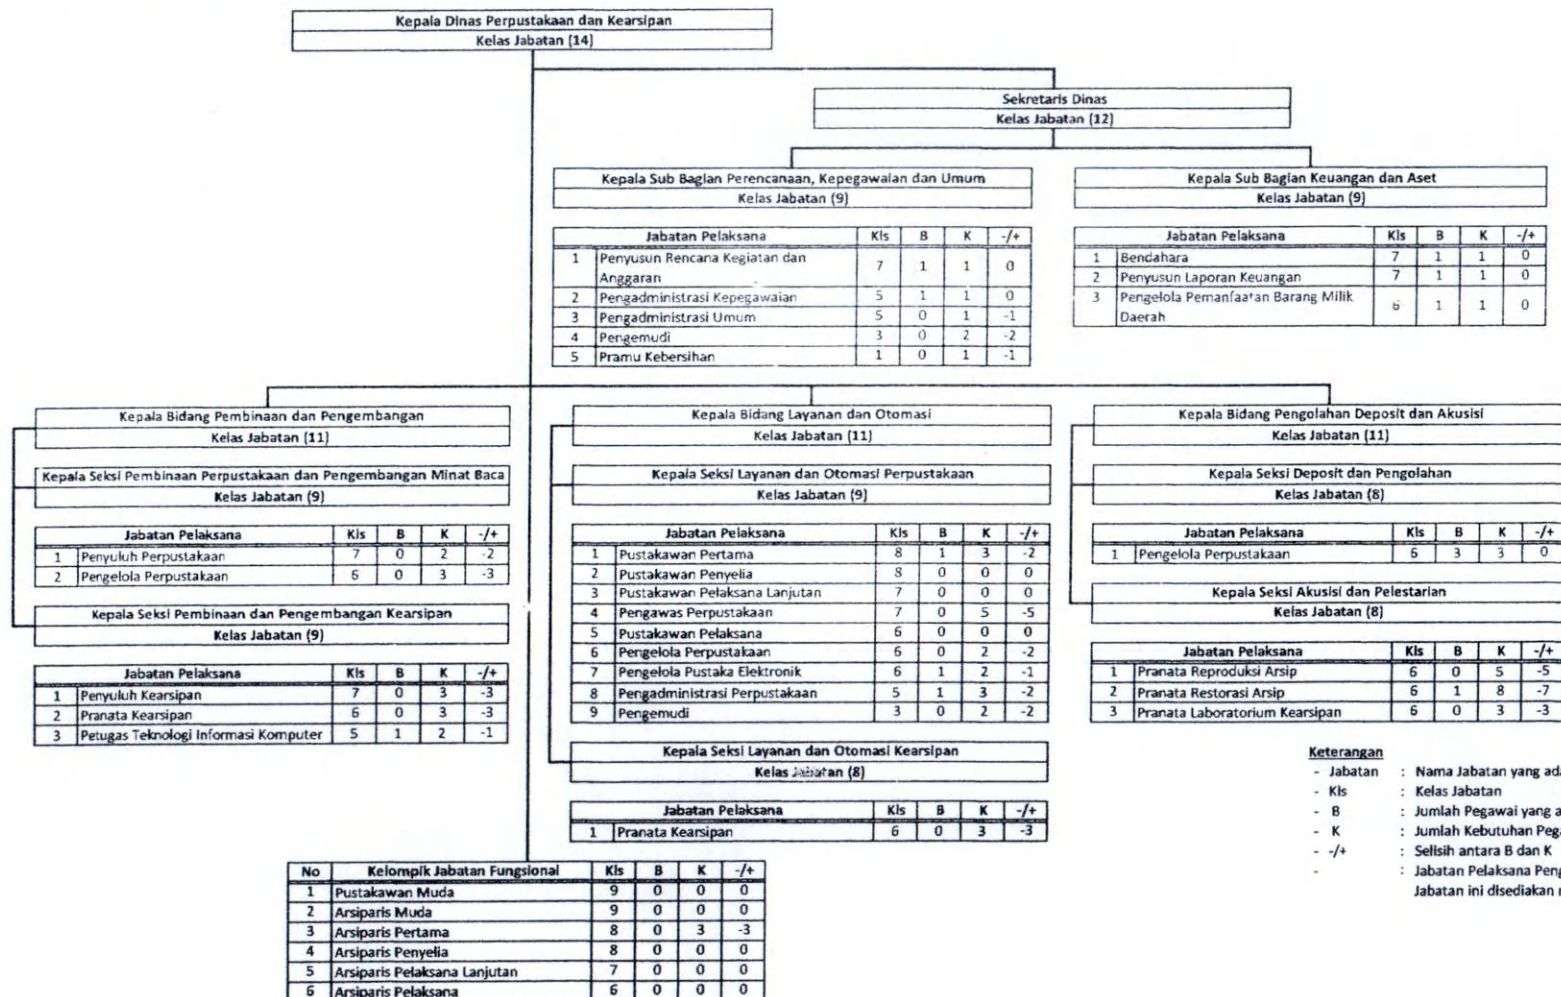 Kepala Dinas Perpustakaan dan Kearsipan
Kelas Jabatan (14)
Sekretaris Dinas
Kelas Jabatan (12)
Kepala Sub Bagian Perencanaan, Kepegawaian dan Umum
Kelas Jabatan (9)
Jabatan Pelaksana Kls B K -/+
1 Penyusun Rencana Kegiatan dan
Anggaran 7 1 1 0
2 Pengadministrasi Kepegawaian 5 1 1 0
3 Pengadministrasi Umum 5 0 1 -1
4 Pengemudi 3 0 2 -2
5 Pramu Kebersihan 1 0 1 -1
Kepala Sub Bagian Keuangan dan Aset
Kelas Jabatan (9)
Jabatan Pelaksana Kls B K -/+
1 Bendahara 7 1 1 0
2 Penyusun Laporan Keuangan 7 1 1 0
3 Pengelola Pemanfaatan Barang Milik
Daerah 6 1 1 0
Kepala Bidang Pembinaan dan Pengembangan
Kelas Jabatan (11)
Kepala Seksi Pembinaan Perpustakaan dan Pengembangan Minat Baca
Kelas Jabatan (9)
Jabatan Pelaksana Kls B K -/+
1 Penyuluh Perpustakaan 7 0 2 -2
2 Pengelola Perpustakaan 6 0 3 -3
Kepala Seksi Pembinaan dan Pengembangan Kearsipan
Kelas Jabatan (9)
Jabatan Pelaksana Kls B K -/+
1 Penyuluh Kearsipan 7 0 3 -3
2 Pranata Kearsipan 6 0 3 -3
3 Petugas Teknologi Informasi Komputer 5 1 2 -1
Kepala Bidang Layanan dan Otomasi
Kelas Jabatan (11)
Kepala Seksi Layanan dan Otomasi Perpustakaan
Kelas Jabatan (9)
Jabatan Pelaksana Kls B K -/+
1 Pustakawan Pertama 8 1 3 -2
2 Pustakawan Penyelia 8 0 0 0
3 Pustakawan Pelaksana Lanjutan 7 0 0 0
4 Pengawas Perpustakaan 7 0 5 -5
5 Pustakawan Pelaksana 6 0 0 0
6 Pengelola Perpustakaan 6 0 2 -2
7 Pengelola Pustaka Elektronik 6 1 2 -1
8 Pengadministrasi Perpustakaan 5 1 3 -2
9 Pengemudi 3 0 2 -2
Kepala Seksi Layanan dan Otomasi Kearsipan
Kelas Jabatan (8)
Jabatan Pelaksana Kls B K -/+
1 Pranata Kearsipan 6 0 3 -3
Kepala Bidang Pengolahan Deposit dan Akusisi
Kelas Jabatan (11)
Kepala Seksi Deposit dan Pengolahan
Kelas Jabatan (8)
Jabatan Pelaksana Kls B K -/+
1 Pengelola Perpustakaan 6 3 3 0
Kepala Seksi Akusisi dan Pelestarian
Kelas Jabatan (8)
Jabatan Pelaksana Kls B K -/+
1 Pranata Reproduksi Arsip 6 0 5 -5
2 Pranata Restorasi Arsip 6 1 8 -7
3 Pranata Laboratorium Kearsipan 6 0 3 -3
Keterangan
- Jabatan : Nama Jabatan yang
- Kls : Kelas Jabatan
- B : Jumlah Pegawai yang
- K : Jumlah Kebutuhan
- -/+ : Selisih antara B dan K
- : Jabatan Pelaksana
Jabatan ini disediakan
No Kelompik Jabatan Fungsional Kls B K -/+
1 Pustakawan Muda 9 0 0 0
2 Arsiparis Muda 9 0 0 0
3 Arsiparis Pertama 8 0 3 -3
4 Arsiparis Penyelia 8 0 0 0
5 Arsiparis Pelaksana Lanjutan 7 0 0 0
6 Arsiparis Pelaksana 6 0 0 0